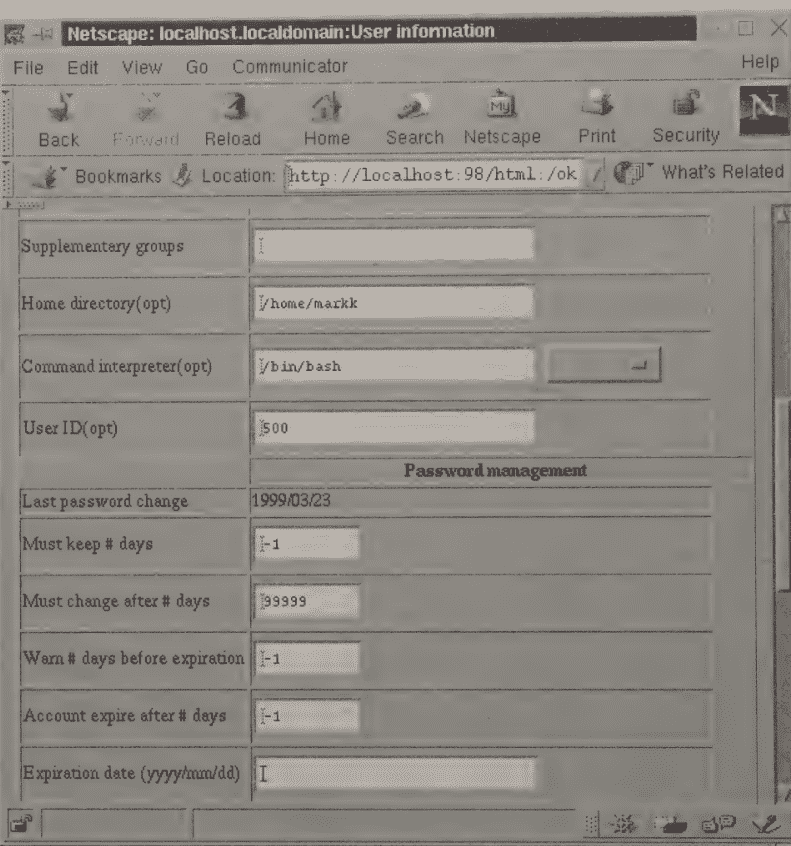 Netscape: localhost.localdomain:User information
File Edit View Go Communicator Help
Back Forward Reload Home Search Netscape Print Security
My
N
Bookmarks Location: http://localhost:98/html:/ok What's Related
Supplementary groups
Home directory(opt) /home/markk
Command interpreter(opt) /bin/bash
User ID(opt) 500
Password management
Last password change 1999/03/23
Must keep # days -1
Must change after # days 99999
Warn # days before expiration -1
Account expire after # days -1
Expiration date (yyyy/mm/dd)